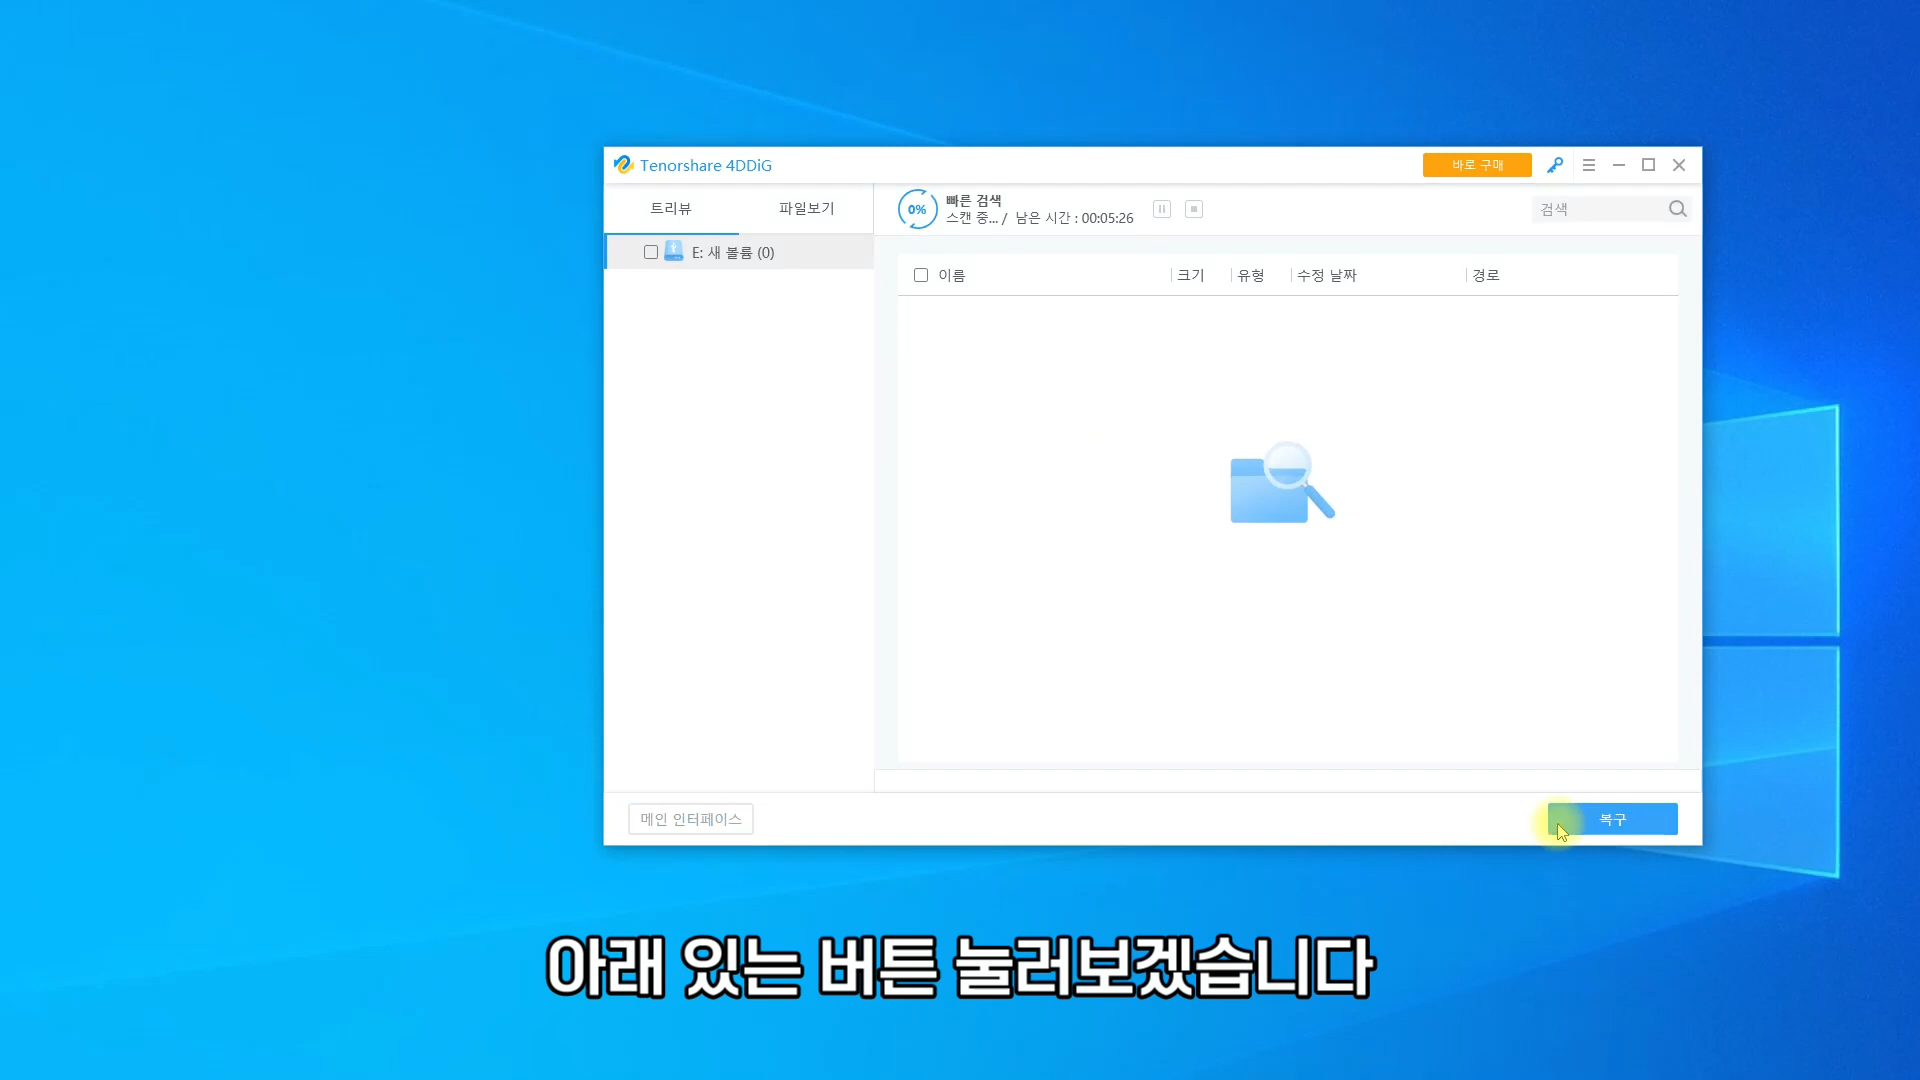 Tenorshare 4DDiG
바로 구매
트리뷰
파일보기
0%
빠른 검색
스캔 중... / 남은 시간 : 00:05:26
검색
E: 새 볼륨 (0)
이름
크기
유형
수정 날짜
경로
메인 인터페이스
복구
아래 있는 버튼 눌러보겠습니다